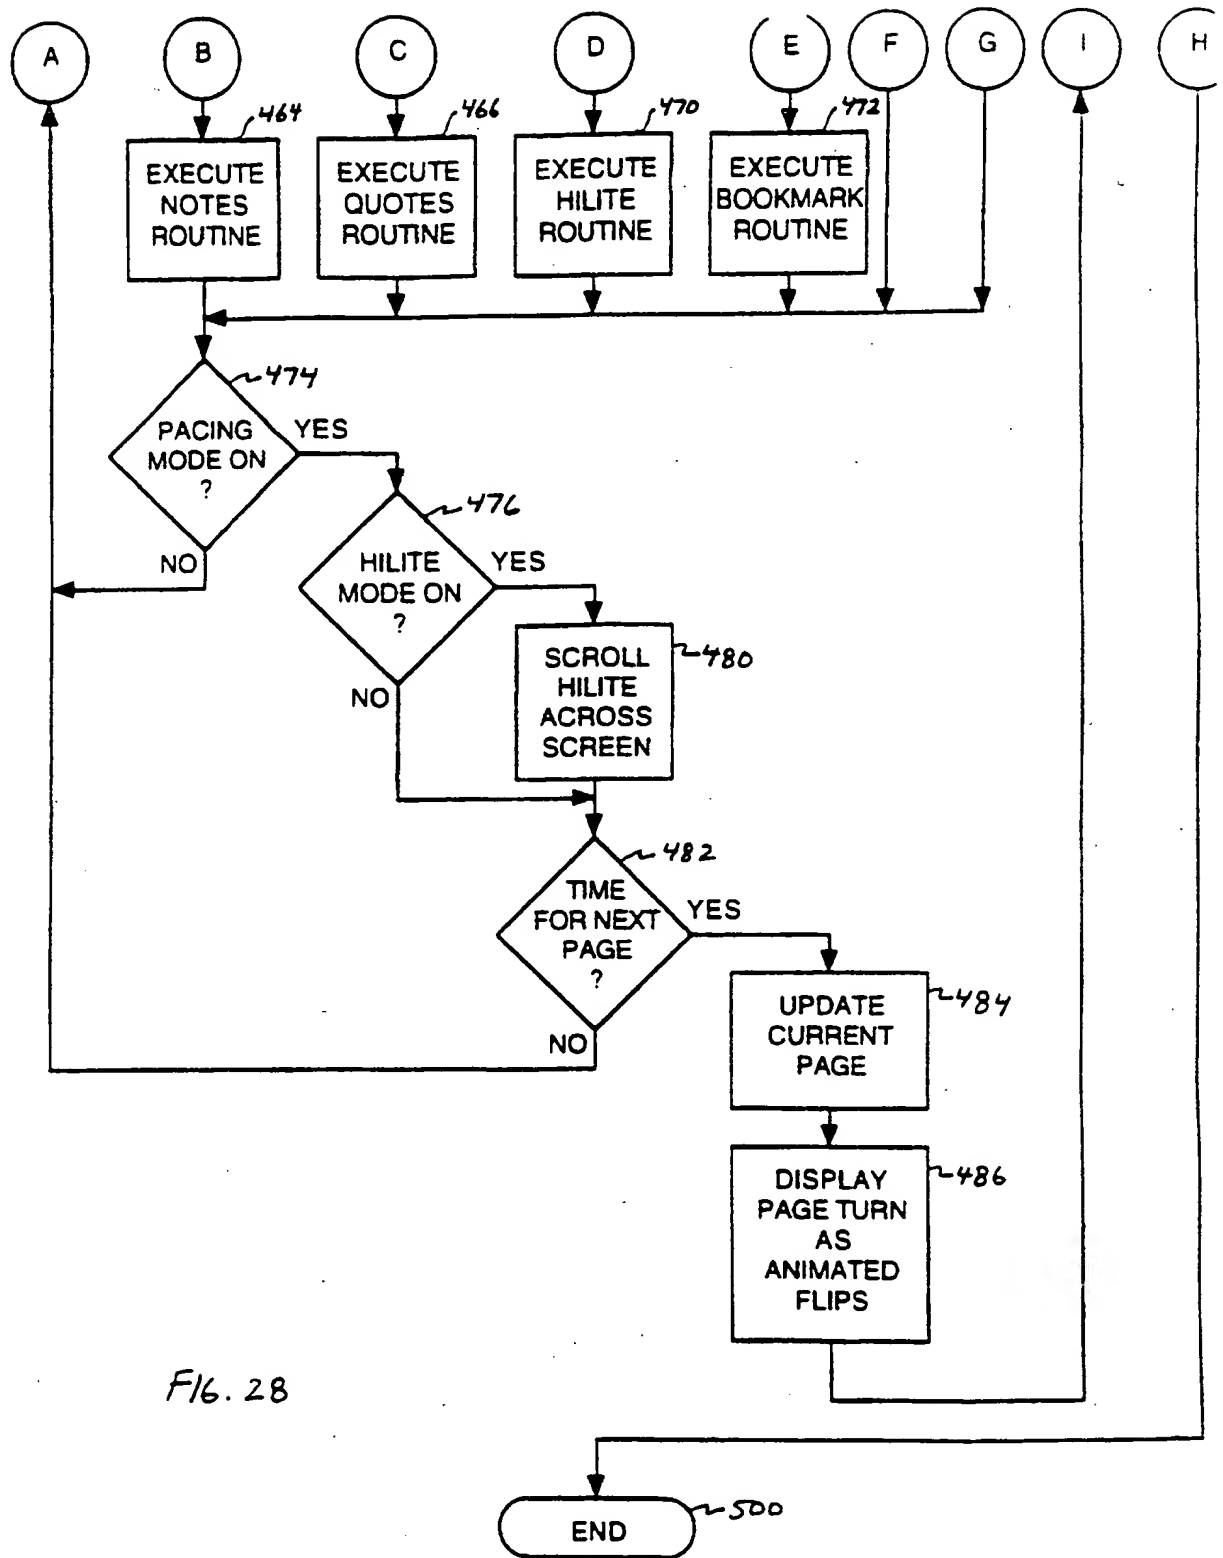 A
B
C
D
E
F
G
I
H
464
466
470
472
EXECUTE
NOTES
ROUTINE
EXECUTE
QUOTES
ROUTINE
EXECUTE
HILITE
ROUTINE
EXECUTE
BOOKMARK
ROUTINE
474
PACING
MODE ON
?
YES
NO
476
HILITE
MODE ON
?
YES
NO
480
SCROLL
HILITE
ACROSS
SCREEN
482
TIME
FOR NEXT
PAGE
?
YES
NO
484
UPDATE
CURRENT
PAGE
486
DISPLAY
PAGE TURN
AS
ANIMATED
FLIPS
FIG. 28
500
END